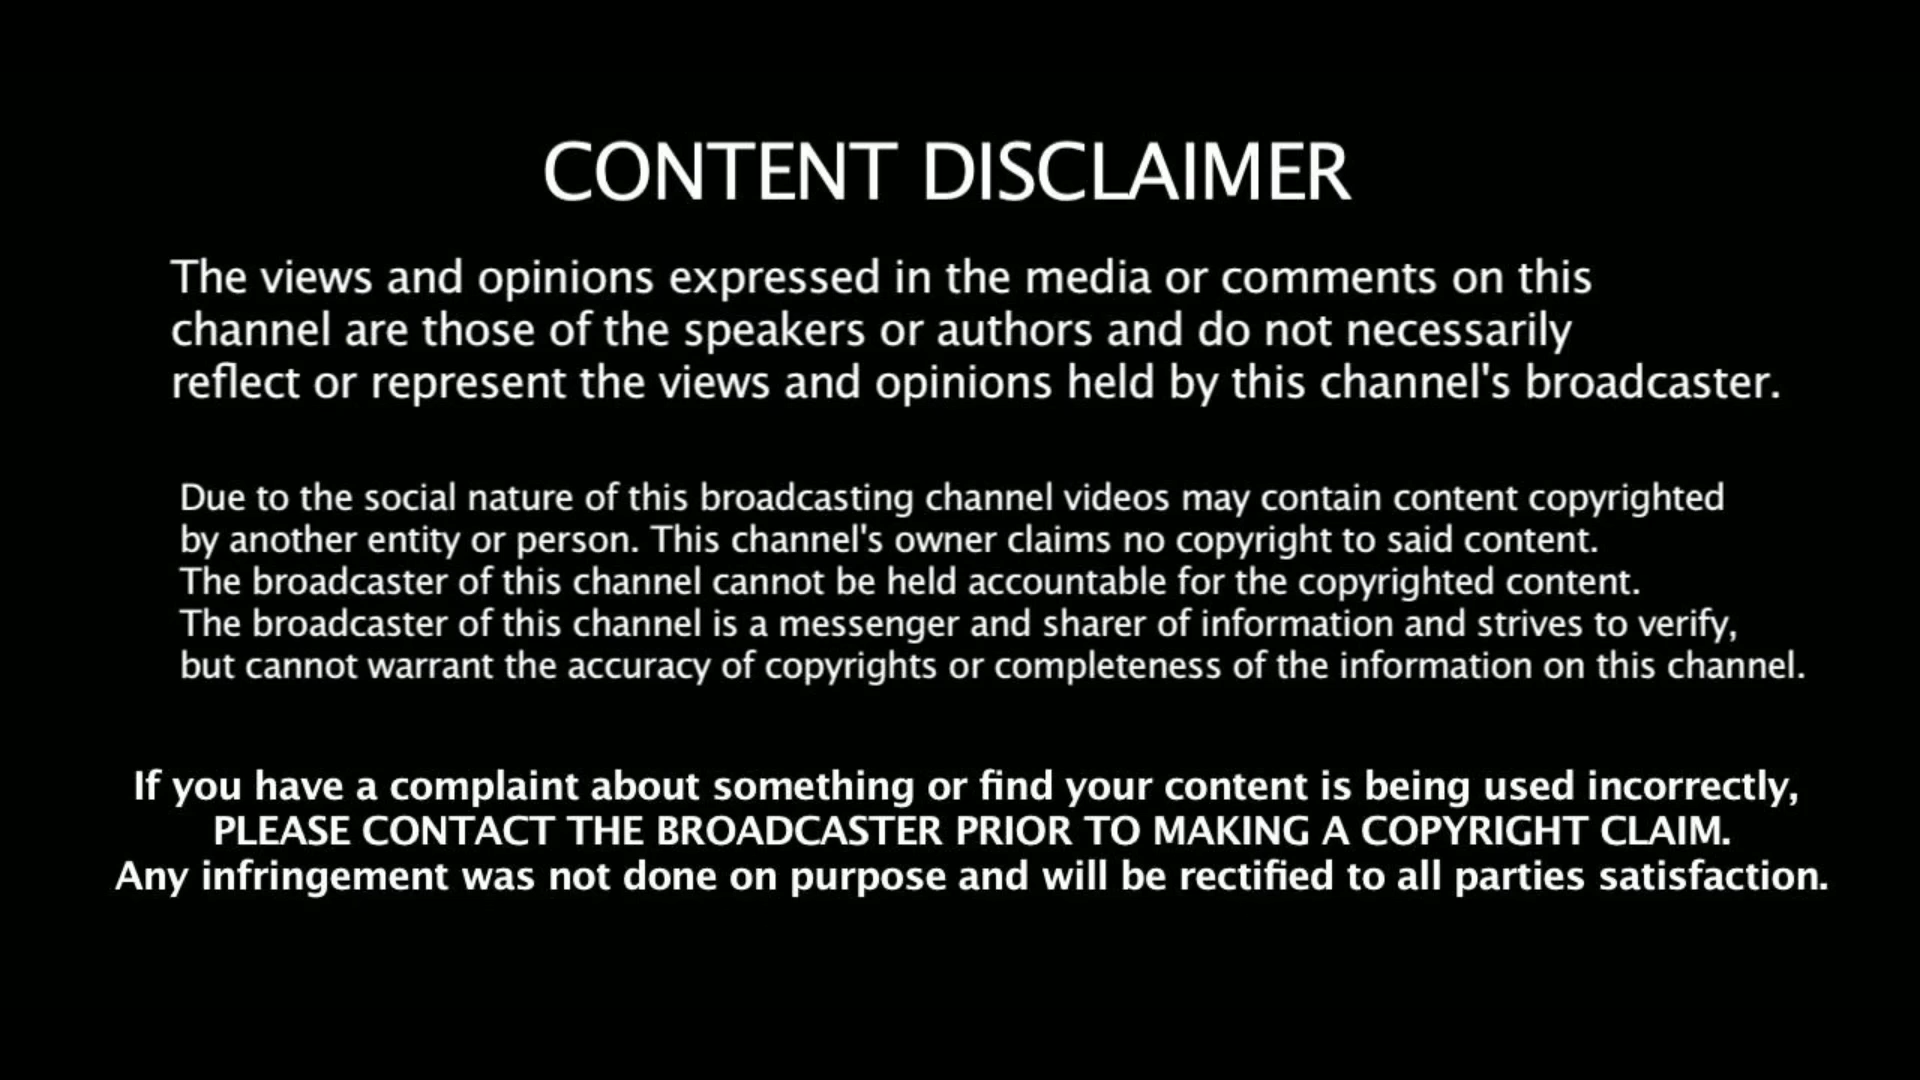 CONTENT DISCLAIMER
The views and opinions expressed in the media or comments on this
channel are those of the speakers or authors and do not necessarily
reflect or represent the views and opinions held by this channel's broadcaster.
Due to the social nature of this broadcasting channel videos may contain content copyrighted
by another entity or person. This channel's owner claims no copyright to said content.
The broadcaster of this channel cannot be held accountable for the copyrighted content.
The broadcaster of this channel is a messenger and sharer of information and strives to verify,
but cannot warrant the accuracy of copyrights or completeness of the information on this channel.
If you have a complaint about something or find your content is being used incorrectly,
PLEASE CONTACT THE BROADCASTER PRIOR TO MAKING A COPYRIGHT CLAIM.
Any infringement was not done on purpose and will be rectified to all parties satisfaction.